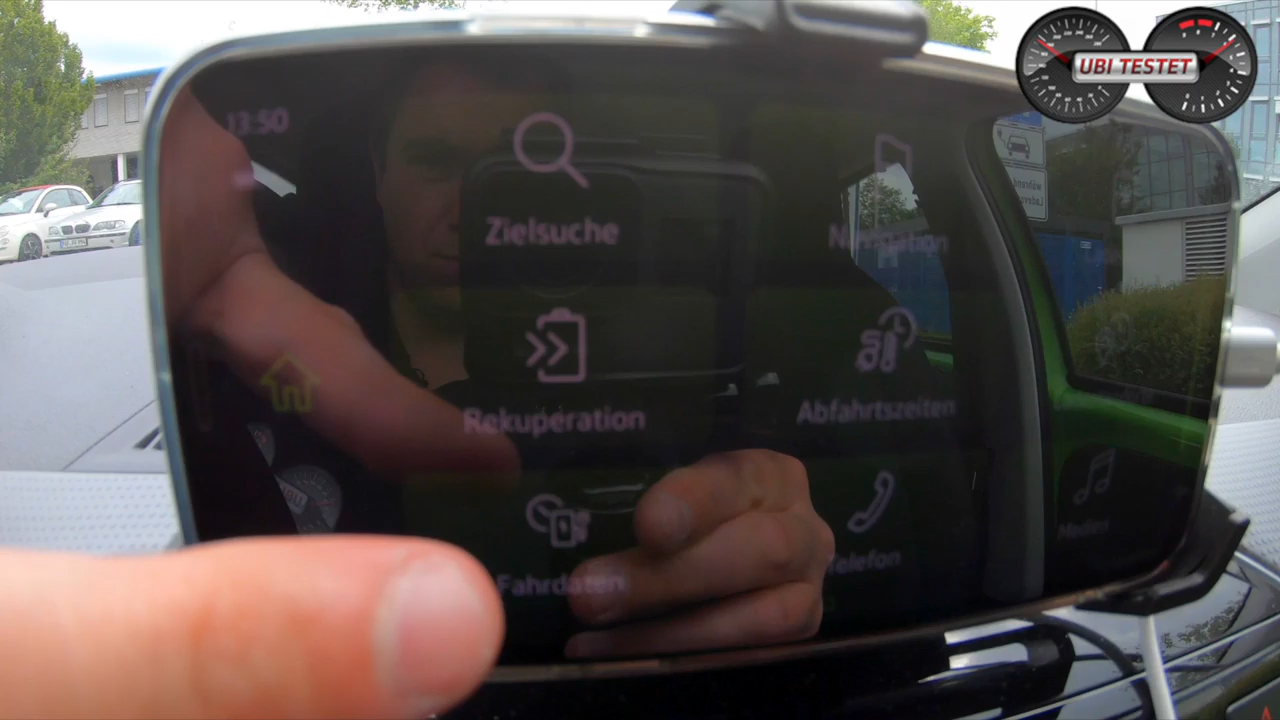 UBI TESTET
13:50
Zielsuche
Navigation
Rekuperation
Abfahrtszeiten
Fahrdaten
Telefon
Medien